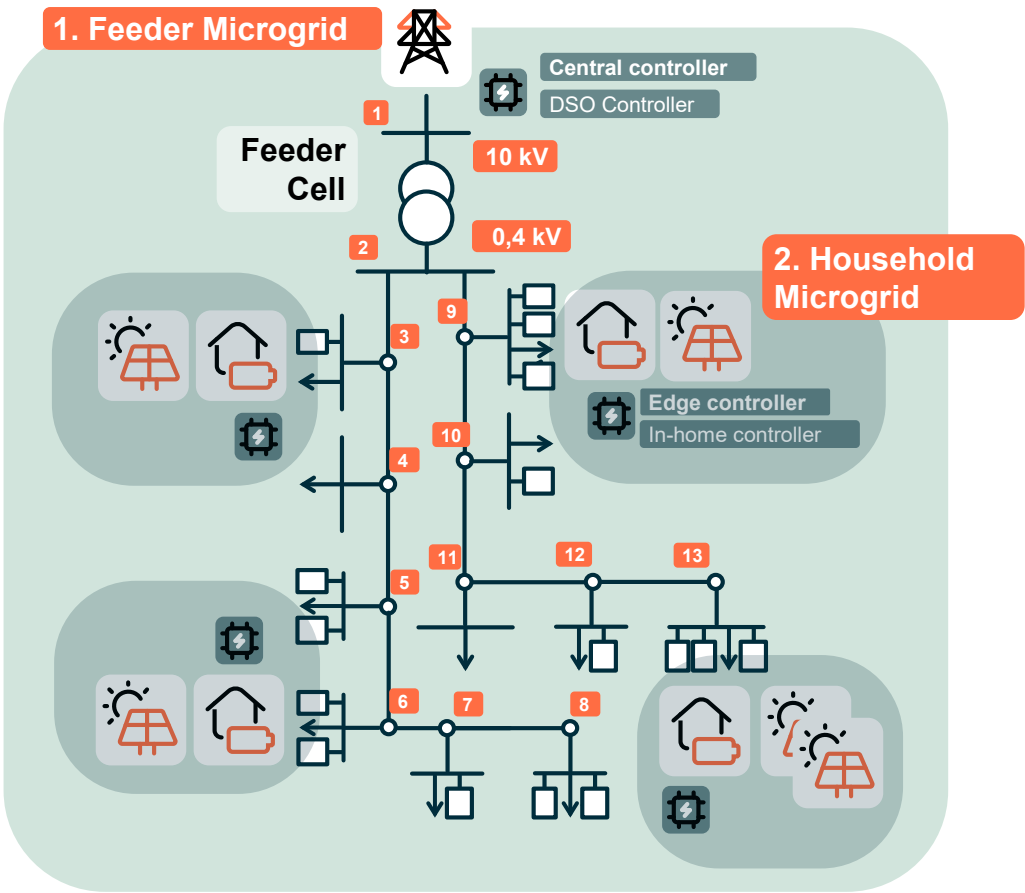 1. Feeder Microgrid
Central controller
DSO Controller
1
Feeder
Cell
10 kV
0,4 kV
2
2. Household
Microgrid
9
3
Edge controller
In-home controller
10
4
11
12
13
5
6
7
8